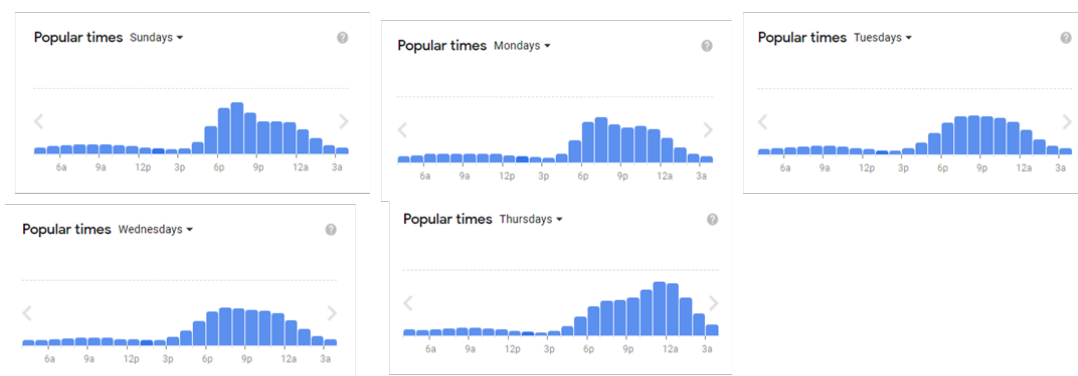 Popular times Sundays
6a 9a 12p 3p 6p 9p 12a 3a
Popular times Mondays
6a 9a 12p 3p 6p 9p 12a 3a
Popular times Tuesdays
6a 9a 12p 3p 6p 9p 12a 3a
Popular times Wednesdays
6a 9a 12p 3p 6p 9p 12a 3a
Popular times Thursdays
6a 9a 12p 3p 6p 9p 12a 3a